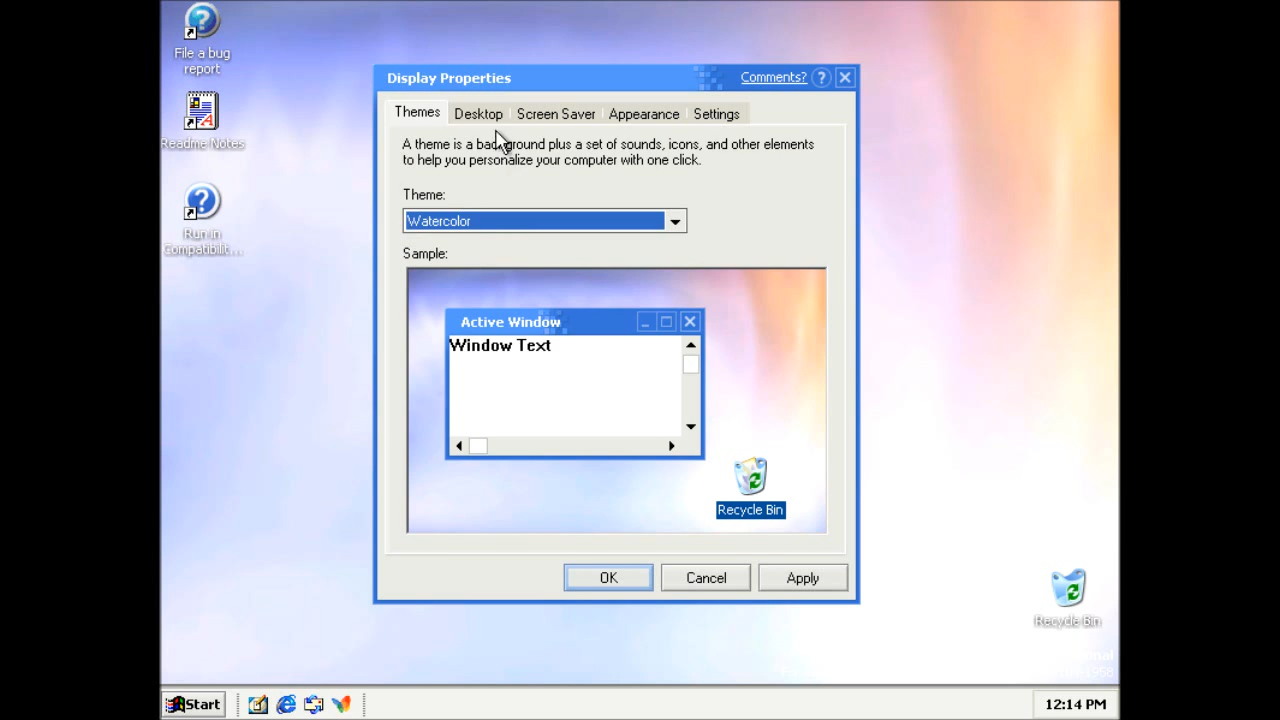 File a bug
report
Readme Notes
Run in
Compatibilit...
Display Properties
Comments?
Themes
Desktop
Screen Saver
Appearance
Settings
A theme is a background plus a set of sounds, icons, and other elements
to help you personalize your computer with one click.
Theme:
Watercolor
Sample:
Active Window
Window Text
Recycle Bin
OK
Cancel
Apply
Recycle Bin
Start
12:14 PM